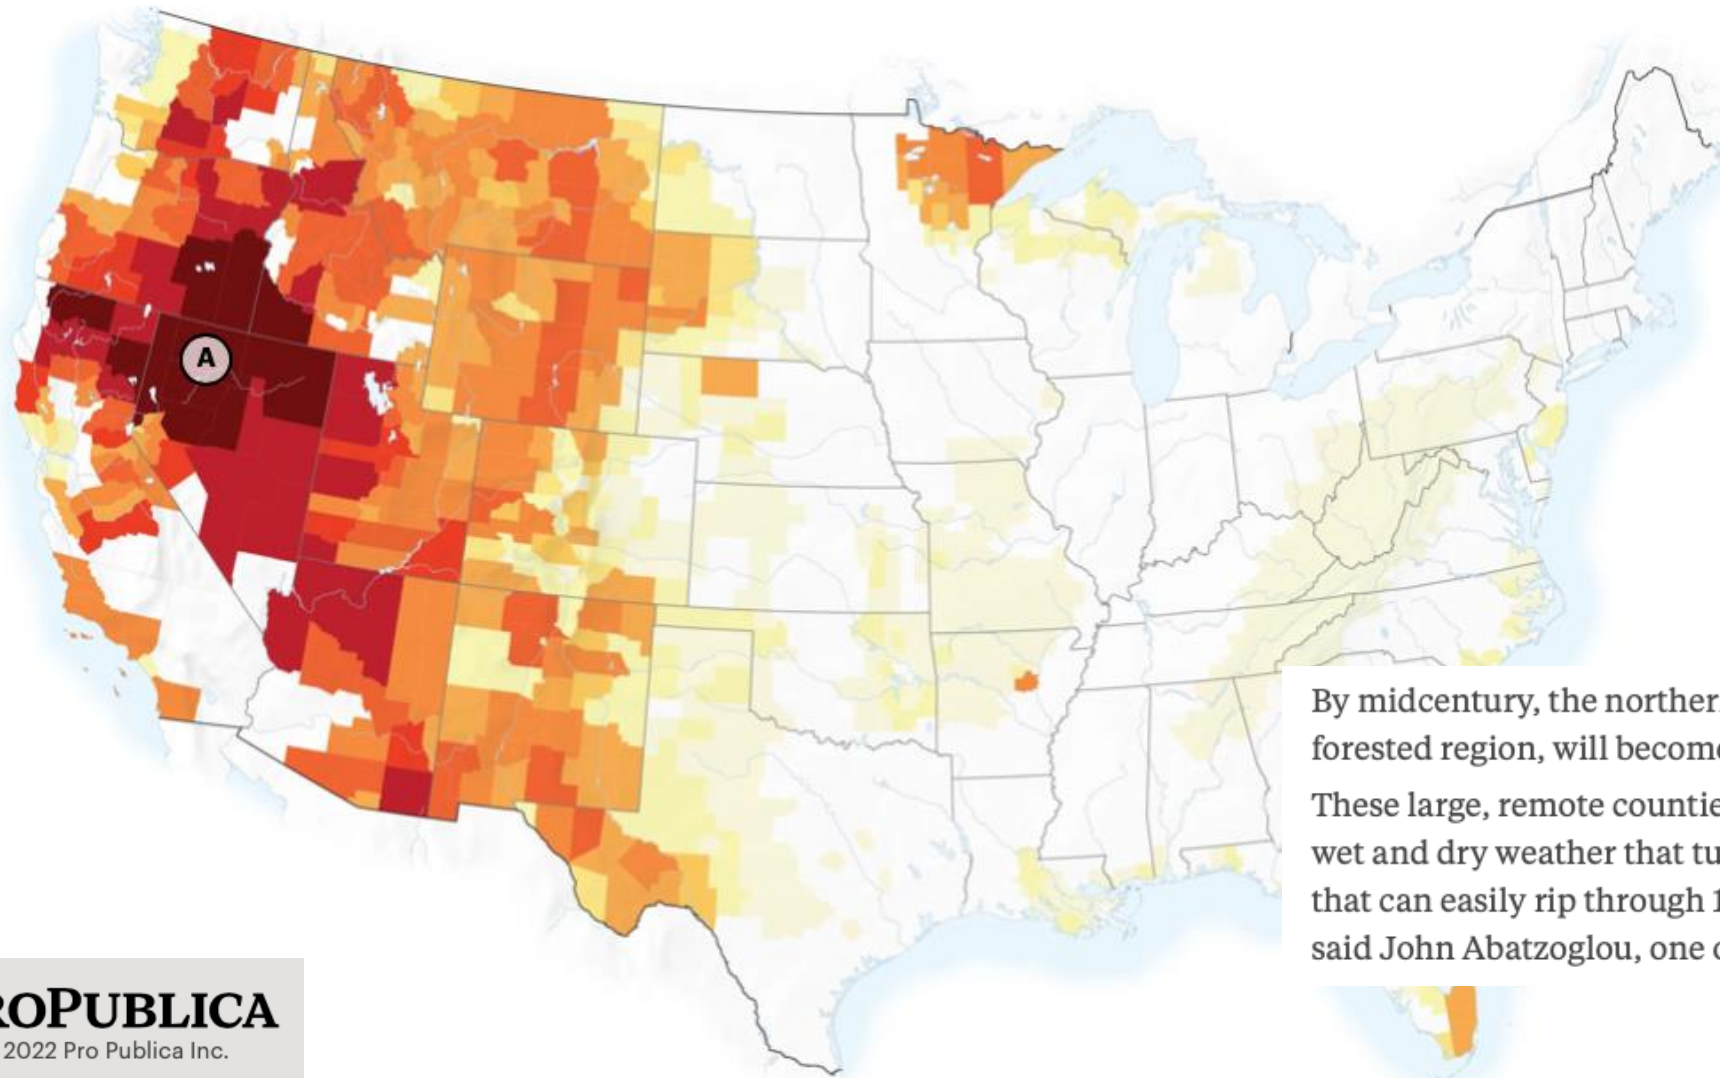 A
By midcentury, the norther
forested region, will become
These large, remote countie
wet and dry weather that tu
that can easily rip through 1
said John Abatzoglou, one o
ROPUBLICA
2022 Pro Publica Inc.